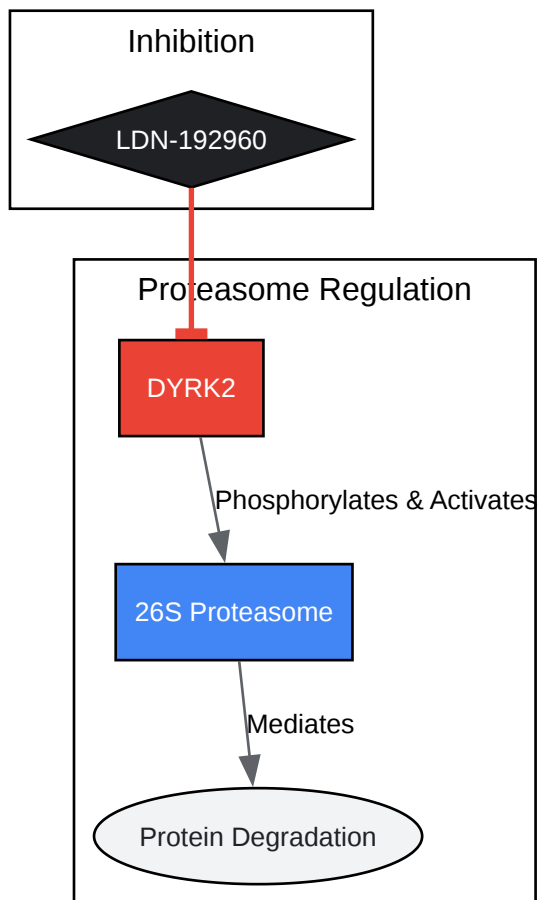 Inhibition
LDN-192960
Proteasome Regulation
DYRK2
Phosphorylates & Activates
26S Proteasome
Mediates
Protein Degradation